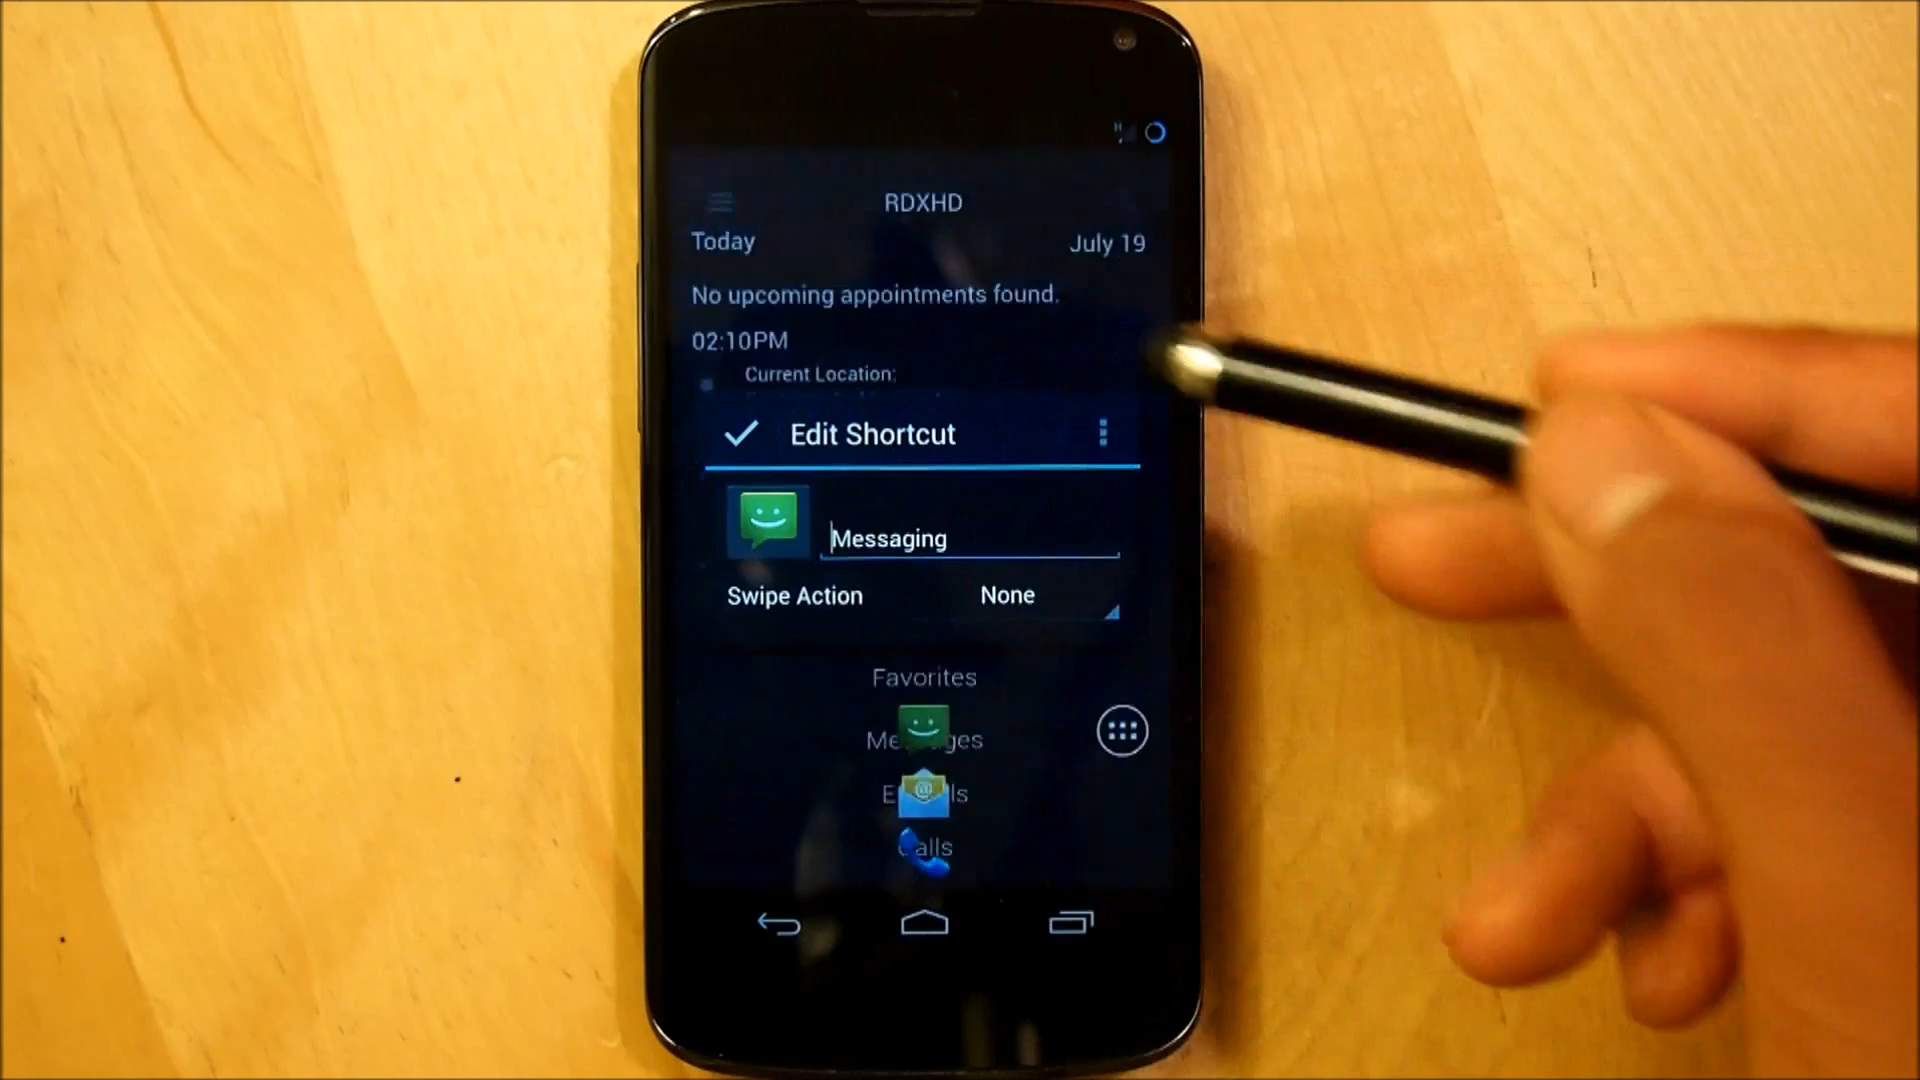 H
RDXHD
Today
July 19
No upcoming appointments found.
02:10PM
Current Location:
Edit Shortcut
Messaging
Swipe Action
None
Favorites
@
Calls